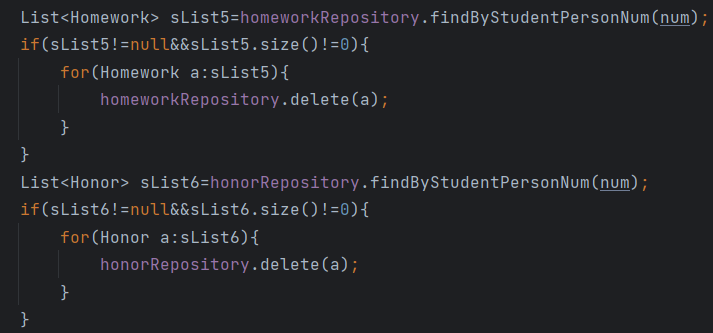 List<Homework> sList5=homeworkRepository.findByStudentPersonNum(num);
if(sList5!=null&&sList5.size()!=0){
for(Homework a:sList5){
homeworkRepository.delete(a);
}
}
List<Honor> sList6=honorRepository.findByStudentPersonNum(num);
if(sList6!=null&&sList6.size()!=0){
for(Honor a:sList6){
honorRepository.delete(a);
}
}